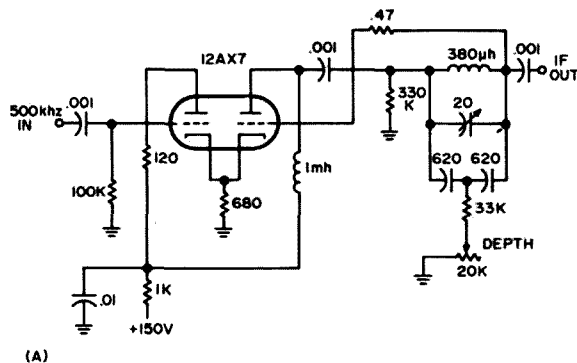 .47
12AX7
.001
380µh
.001
IF
OUT
500khz
IN
.001
330
K
20
120
1mh
620
620
100K
680
33K
DEPTH
20K
.01
1K
+150V
(A)